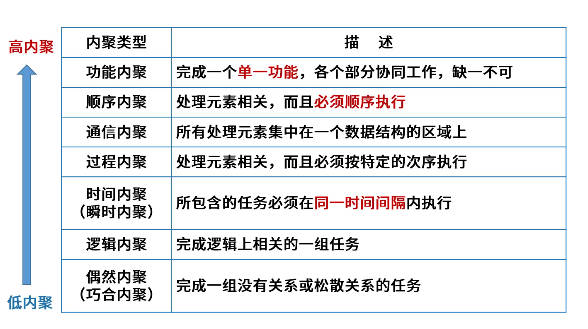 高内聚
低内聚
内聚类型 描 述
功能内聚 完成一个单一功能，各个部分协同工作，缺一不可
顺序内聚 处理元素相关，而且必须顺序执行
通信内聚 所有处理元素集中在一个数据结构的区域上
过程内聚 处理元素相关，而且必须按特定的次序执行
时间内聚
（瞬时内聚）
所包含的任务必须在同一时间间隔内执行
逻辑内聚 完成逻辑上相关的一组任务
偶然内聚
（巧合内聚）
完成一组没有关系或松散关系的任务